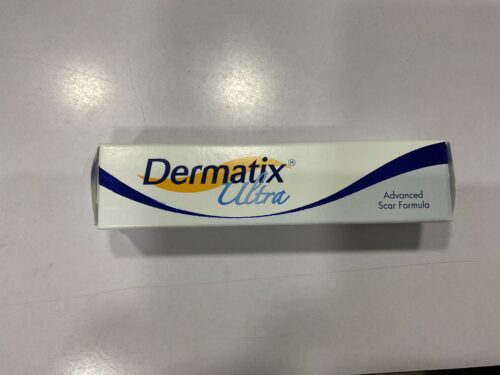 Dermatix®
Ultra
Advanced
Scar Formula